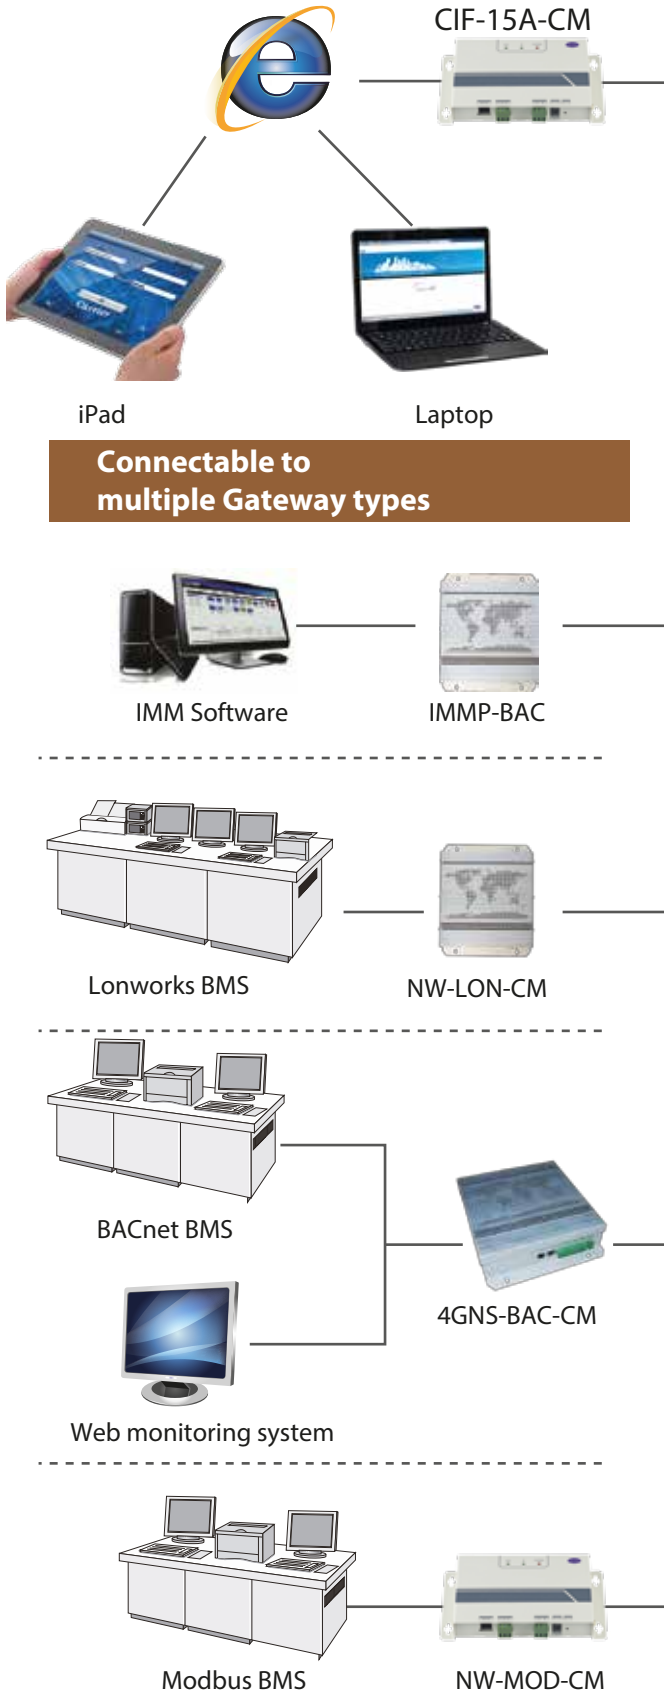 CIF-15A-CM
Carrier
iPad
Laptop
Connectable to
multiple Gateway types
IMM Software
IMMP-BAC
Lonworks BMS
NW-LON-CM
BACnet BMS
4GNS-BAC-CM
Web monitoring system
Modbus BMS
NW-MOD-CM